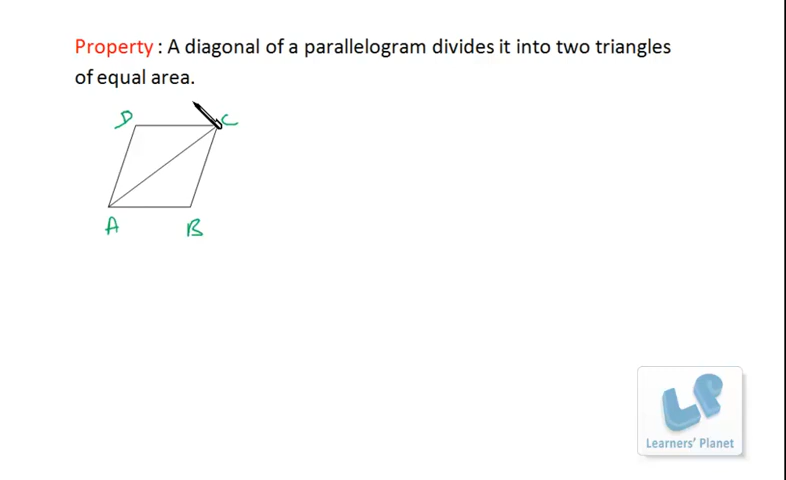 Property : A diagonal of a parallelogram divides it into two triangles
of equal area.
D C
A B
LP
Learners' Planet